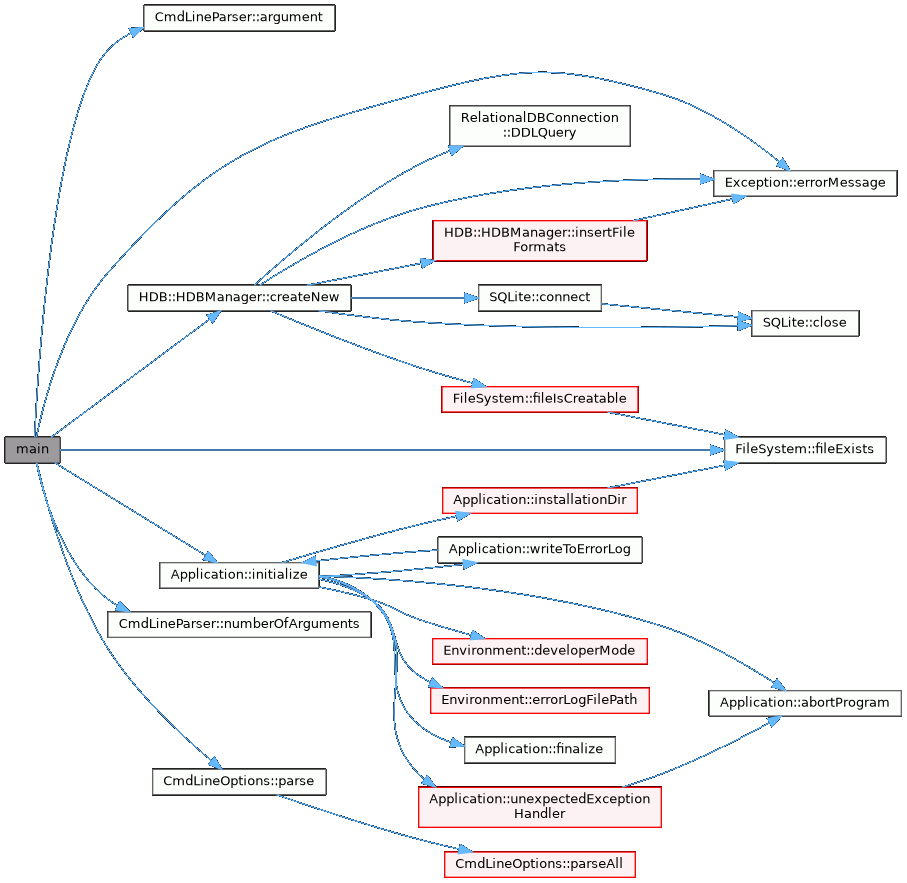 CmdLineParser::argument
RelationalDBConnection
::DDLQuery
Exception::errorMessage
HDB::HDBManager::insertFile
Formats
HDB::HDBManager::createNew
SQLite::connect
SQLite::close
FileSystem::fileIsCreatable
main
FileSystem::fileExists
Application::installationDir
Application::writeToErrorLog
Application::initialize
CmdLineParser::numberOfArguments
Environment::developerMode
Environment::errorLogFilePath
Application::abortProgram
Application::finalize
CmdLineOptions::parse
Application::unexpectedException
Handler
CmdLineOptions::parseAll